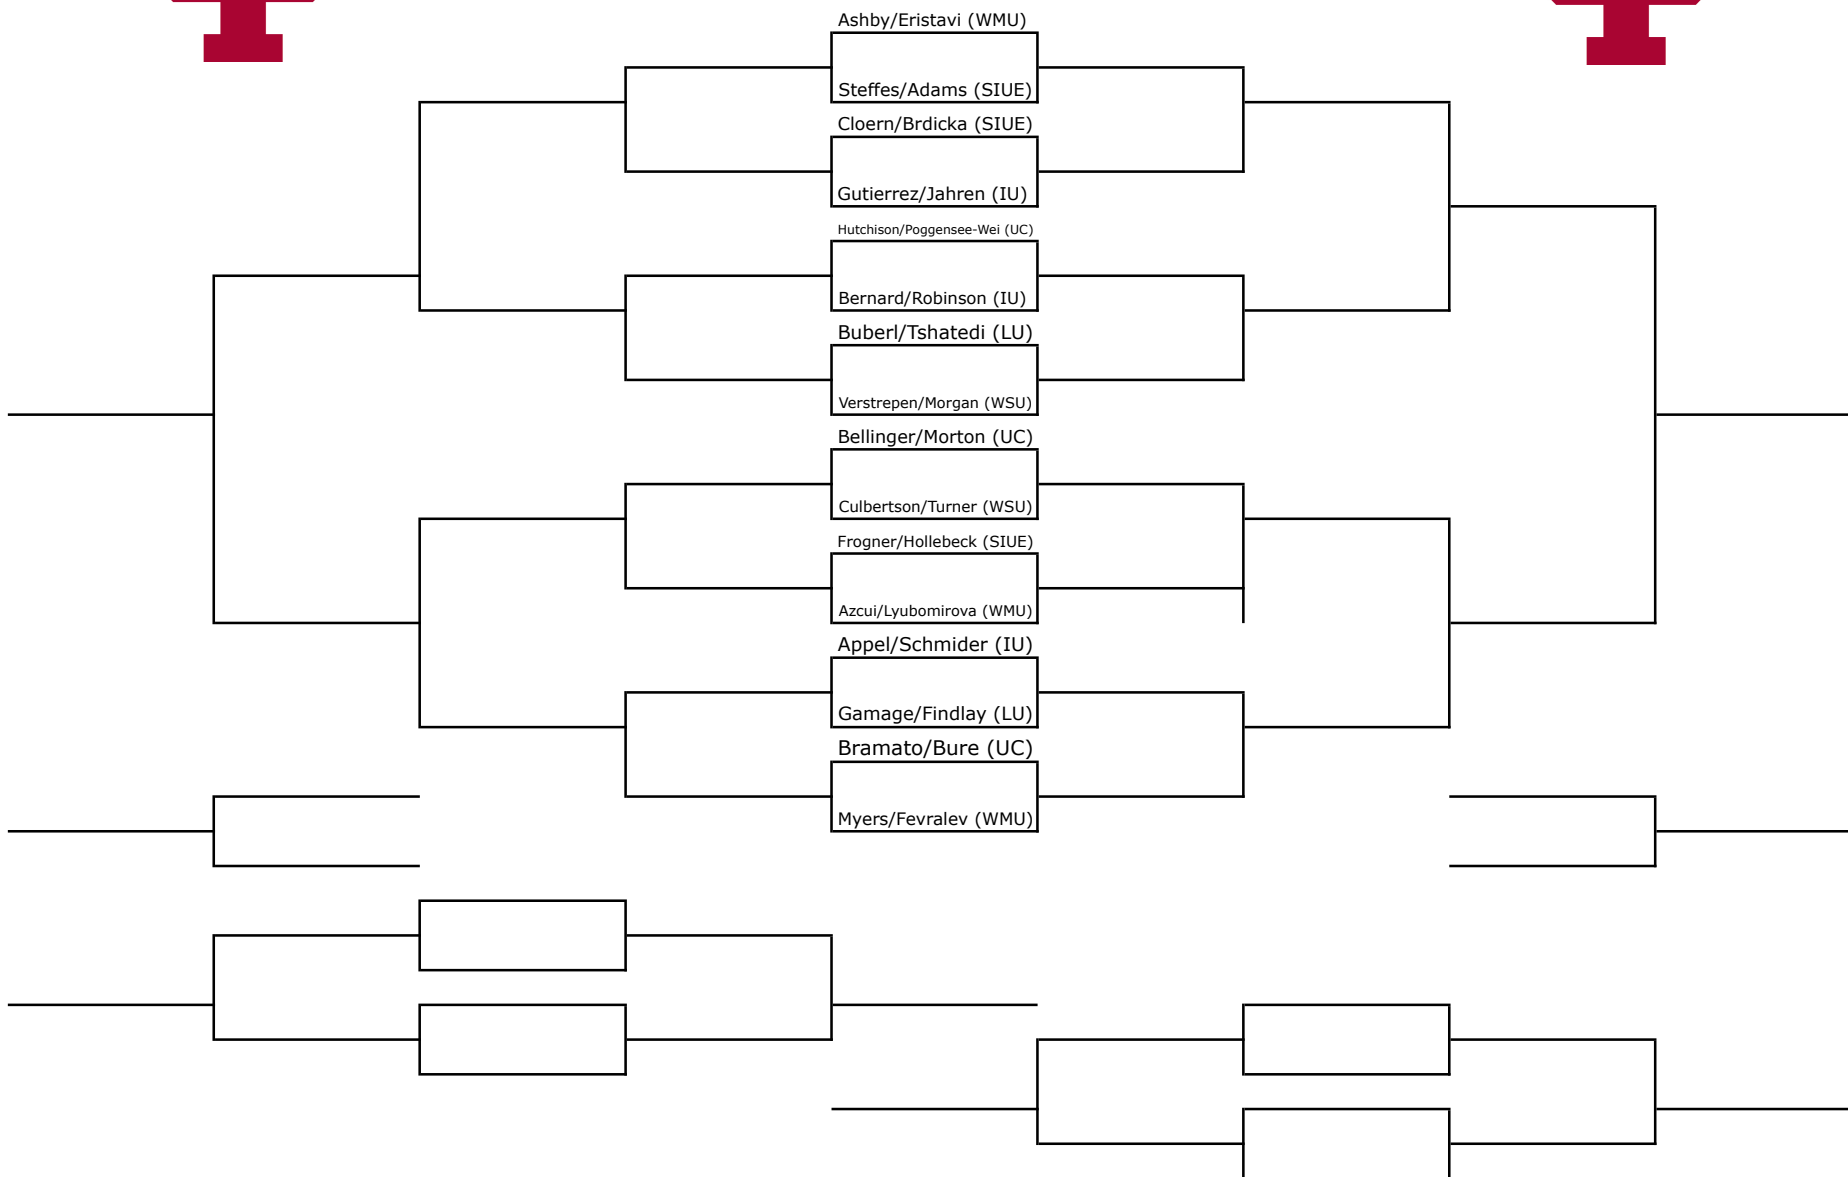 Ashby/Eristavi (WMU)
Steffes/Adams (SIUE)
Cloern/Brdicka (SIUE)
Gutierrez/Jahren (IU)
Hutchison/Poggensee-Wei (UC)
Bernard/Robinson (IU)
Buberl/Tshatedi (LU)
Verstrepen/Morgan (WSU)
Bellinger/Morton (UC)
Culbertson/Turner (WSU)
Frogner/Hollebeck (SIUE)
Azcui/Lyubomirova (WMU)
Appel/Schmider (IU)
Gamage/Findlay (LU)
Bramato/Bure (UC)
Myers/Fevralev (WMU)